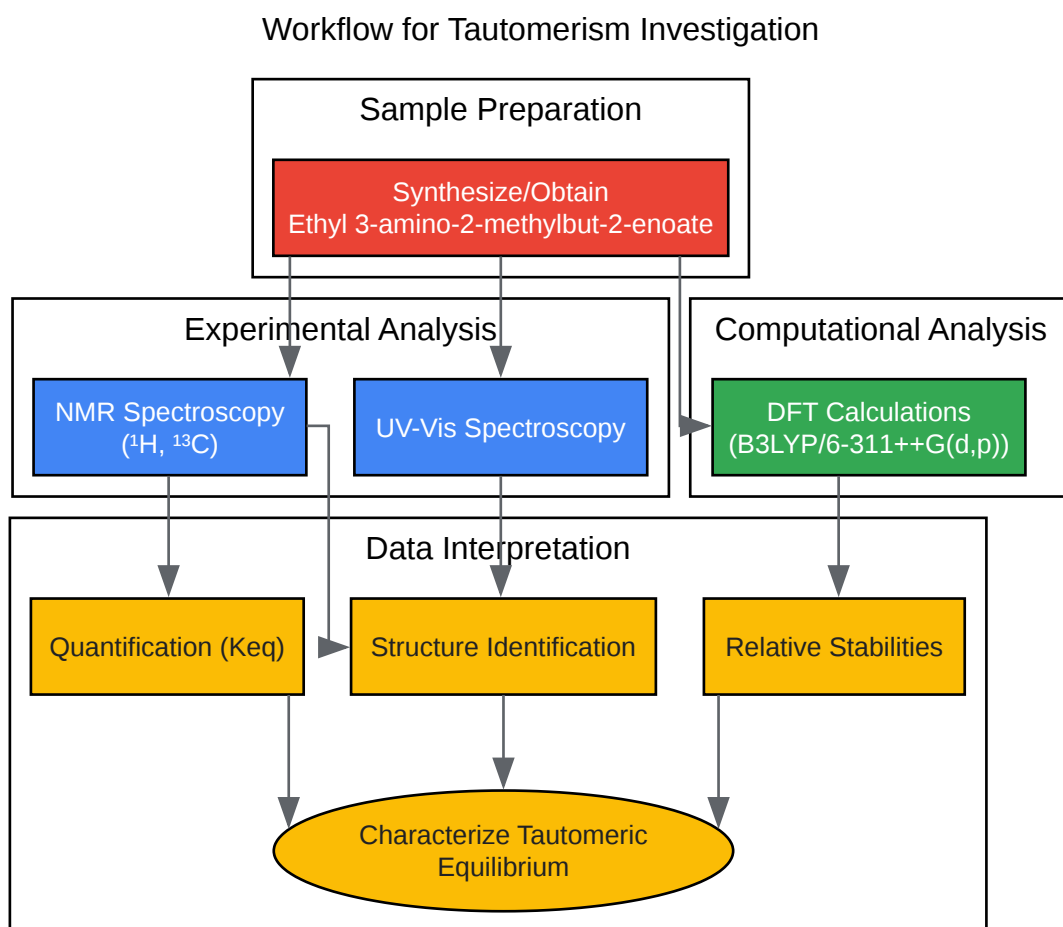 Workflow for Tautomerism Investigation
Sample Preparation
Synthesize/Obtain
Ethyl 3-amino-2-methylbut-2-enoate
Experimental Analysis
Computational Analysis
NMR Spectroscopy
(¹H, ¹³C)
UV-Vis Spectroscopy
DFT Calculations
(B3LYP/6-311++G(d,p))
Data Interpretation
Quantification (Keq)
Structure Identification
Relative Stabilities
Characterize Tautomeric
Equilibrium